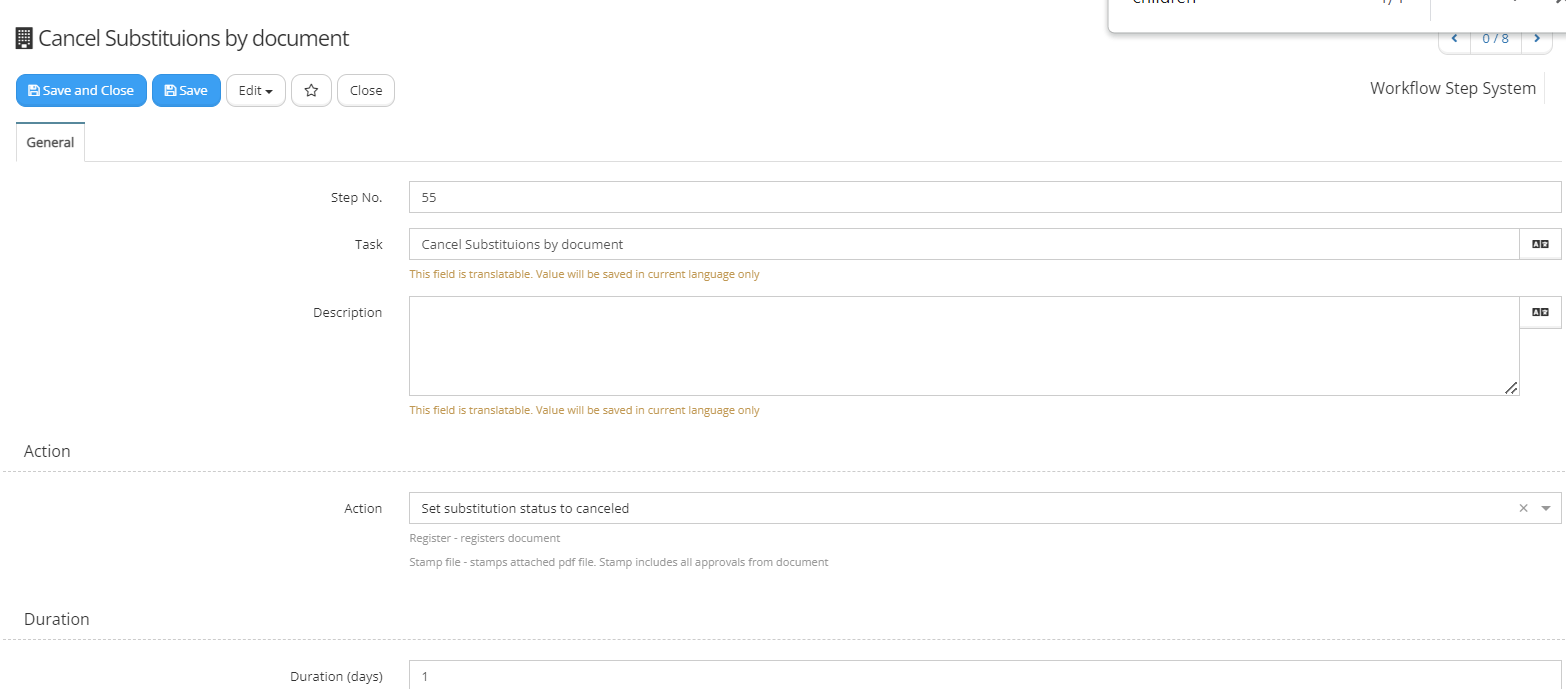 children
Cancel Substituions by document
0 / 8
Save and Close Save Edit Close
Workflow Step System
General
Step No. 55
Task Cancel Substituions by document
This field is translatable. Value will be saved in current language only
Description
This field is translatable. Value will be saved in current language only
Action
Action Set substitution status to canceled
Register - registers document
Stamp file - stamps attached pdf file. Stamp includes all approvals from document
Duration
Duration (days) 1